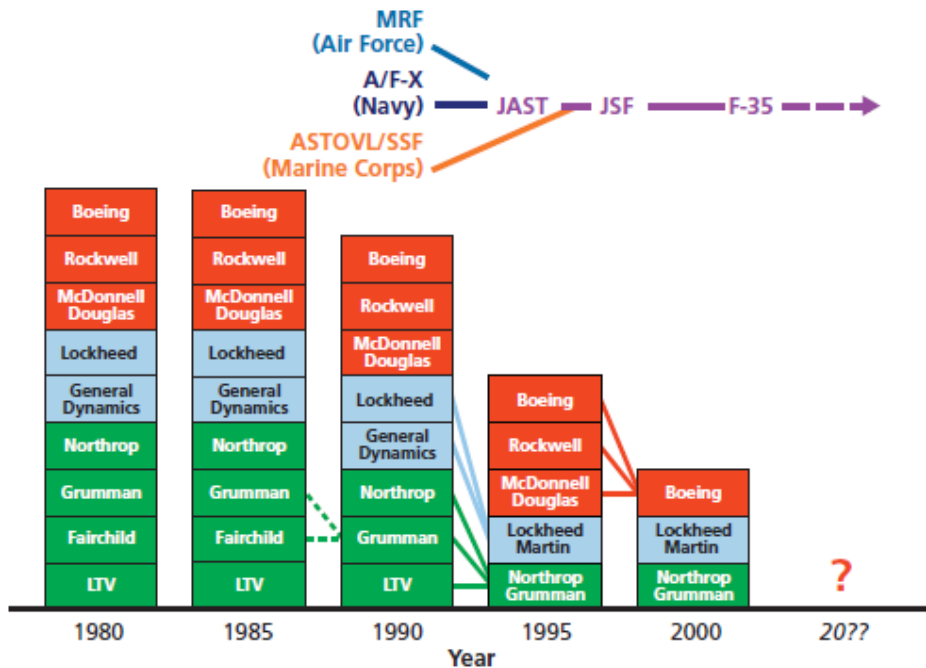 MRF
(Air Force)
A/F-X
(Navy)
JAST
JSF
F-35
ASTOVL/SSF
(Marine Corps)
Boeing
Rockwell
McDonnell
Douglas
Lockheed
General
Dynamics
Northrop
Grumman
Fairchild
LTV
Boeing
Rockwell
McDonnell
Douglas
Lockheed
General
Dynamics
Northrop
Grumman
Fairchild
LTV
Boeing
Rockwell
McDonnell
Douglas
Lockheed
General
Dynamics
Northrop
Grumman
LTV
Boeing
Rockwell
McDonnell
Douglas
Lockheed
Martin
Northrop
Grumman
Boeing
Lockheed
Martin
Northrop
Grumman
?
1980
1985
1990
1995
2000
20??
Year